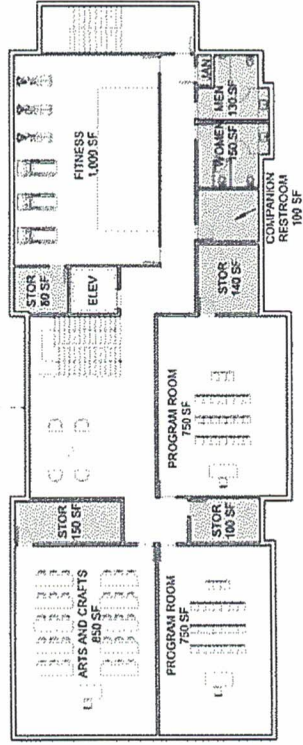 FITNESS
1,000 SF
JAN
MEN
130 SF
WOMEN
150 SF
COMPANION
RESTROOM
100 SF
STOR
80 SF
ELEV
STOR
140 SF
PROGRAM ROOM
750 SF
STOR
150 SF
STOR
100 SF
ARTS AND CRAFTS
850 SF
PROGRAM ROOM
750 SF